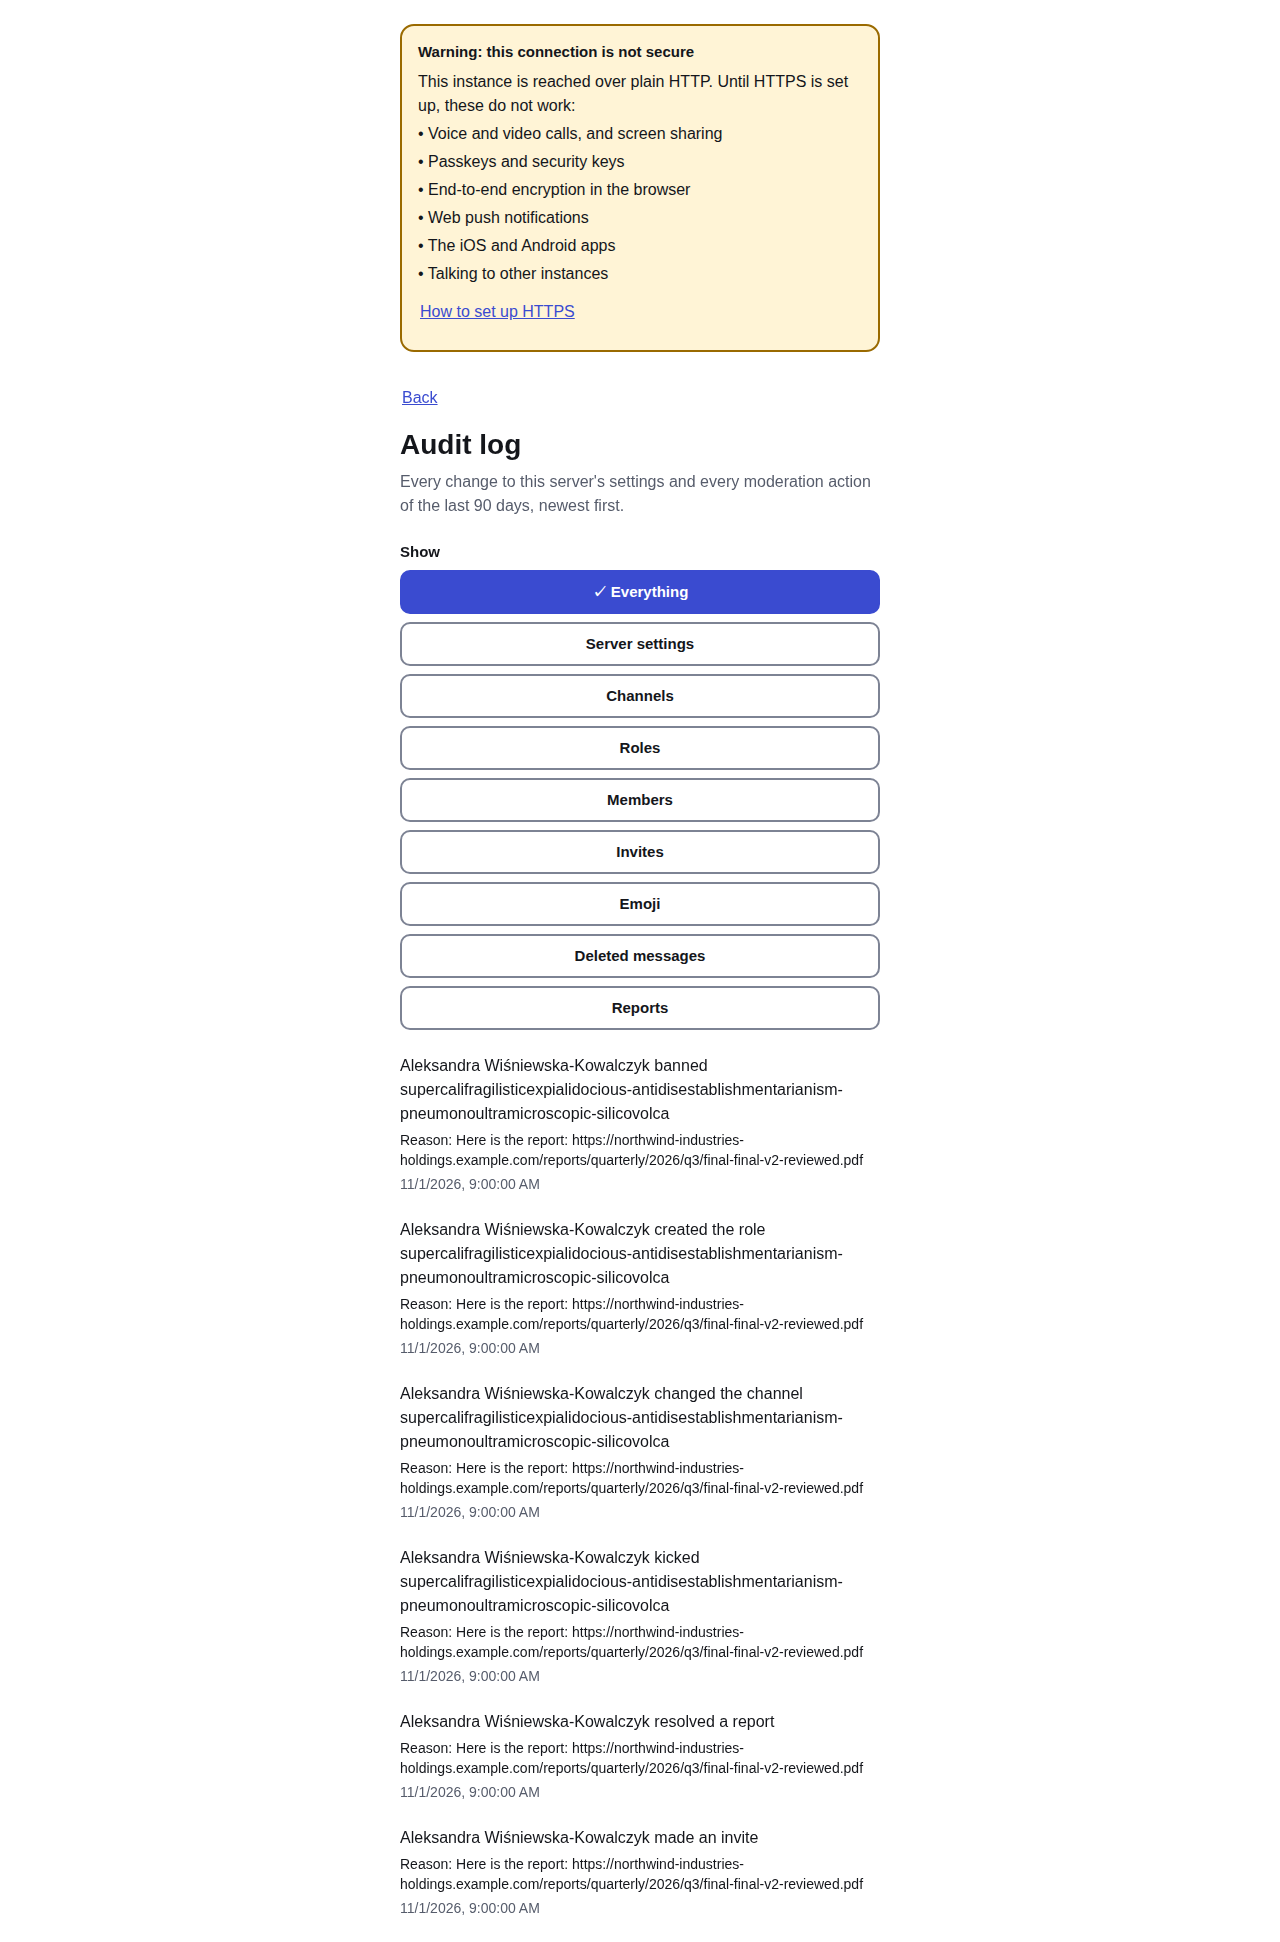 Warning: this connection is not secure
This instance is reached over plain HTTP. Until HTTPS is set
up, these do not work:
• Voice and video calls, and screen sharing
• Passkeys and security keys
• End-to-end encryption in the browser
• Web push notifications
• The iOS and Android apps
• Talking to other instances
How to set up HTTPS
Back
Audit log
Every change to this server's settings and every moderation action
of the last 90 days, newest first.
Show
✓ Everything
Server settings
Channels
Roles
Members
Invites
Emoji
Deleted messages
Reports
Aleksandra Wiśniewska-Kowalczyk banned
supercalifragilisticexpialidocious-antidisestablishmentarianism-
pneumonoultramicroscopic-silicovolca
Reason: Here is the report: https://northwind-industries-
holdings.example.com/reports/quarterly/2026/q3/final-final-v2-reviewed.pdf
11/1/2026, 9:00:00 AM
Aleksandra Wiśniewska-Kowalczyk created the role
supercalifragilisticexpialidocious-antidisestablishmentarianism-
pneumonoultramicroscopic-silicovolca
Reason: Here is the report: https://northwind-industries-
holdings.example.com/reports/quarterly/2026/q3/final-final-v2-reviewed.pdf
11/1/2026, 9:00:00 AM
Aleksandra Wiśniewska-Kowalczyk changed the channel
supercalifragilisticexpialidocious-antidisestablishmentarianism-
pneumonoultramicroscopic-silicovolca
Reason: Here is the report: https://northwind-industries-
holdings.example.com/reports/quarterly/2026/q3/final-final-v2-reviewed.pdf
11/1/2026, 9:00:00 AM
Aleksandra Wiśniewska-Kowalczyk kicked
supercalifragilisticexpialidocious-antidisestablishmentarianism-
pneumonoultramicroscopic-silicovolca
Reason: Here is the report: https://northwind-industries-
holdings.example.com/reports/quarterly/2026/q3/final-final-v2-reviewed.pdf
11/1/2026, 9:00:00 AM
Aleksandra Wiśniewska-Kowalczyk resolved a report
Reason: Here is the report: https://northwind-industries-
holdings.example.com/reports/quarterly/2026/q3/final-final-v2-reviewed.pdf
11/1/2026, 9:00:00 AM
Aleksandra Wiśniewska-Kowalczyk made an invite
Reason: Here is the report: https://northwind-industries-
holdings.example.com/reports/quarterly/2026/q3/final-final-v2-reviewed.pdf
11/1/2026, 9:00:00 AM